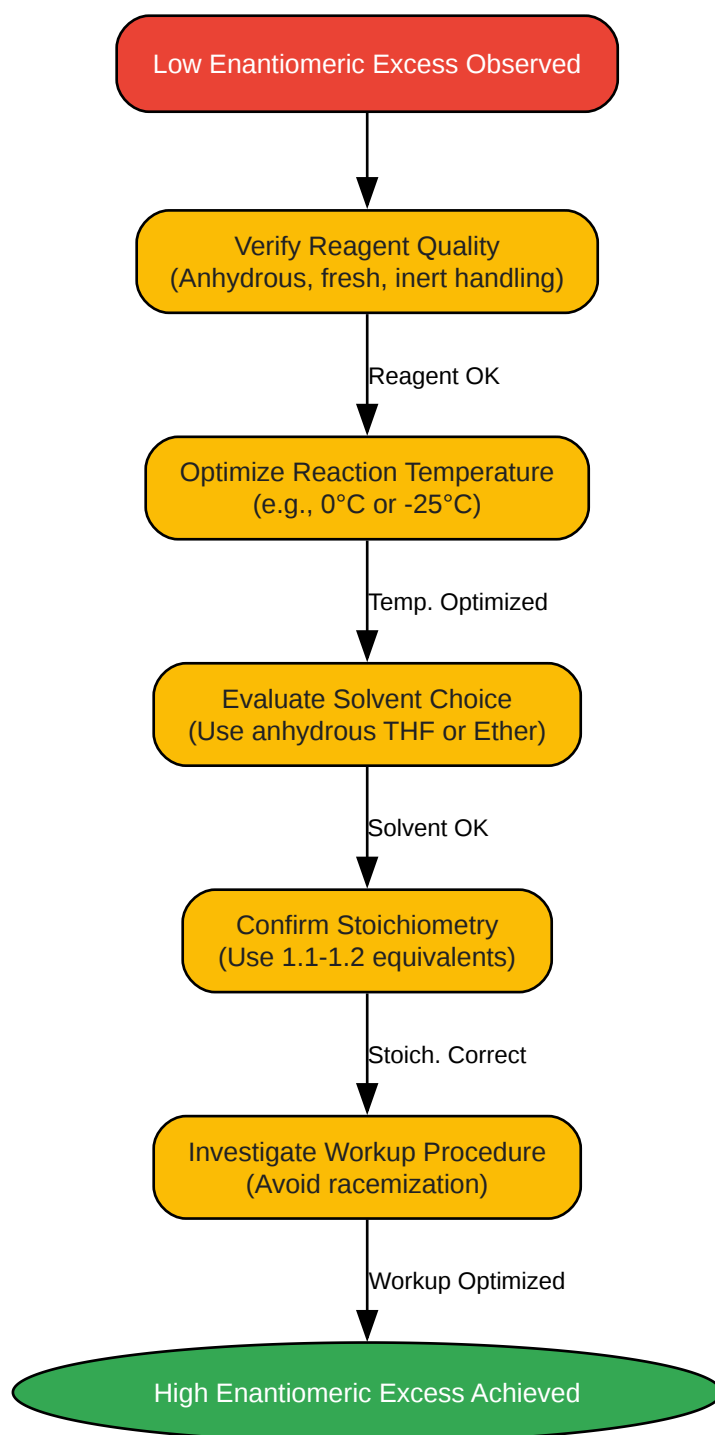 Low Enantiomeric Excess Observed
Verify Reagent Quality
(Anhydrous, fresh, inert handling)
Reagent OK
Optimize Reaction Temperature
(e.g., 0°C or -25°C)
Temp. Optimized
Evaluate Solvent Choice
(Use anhydrous THF or Ether)
Solvent OK
Confirm Stoichiometry
(Use 1.1-1.2 equivalents)
Stoich. Correct
Investigate Workup Procedure
(Avoid racemization)
Workup Optimized
High Enantiomeric Excess Achieved